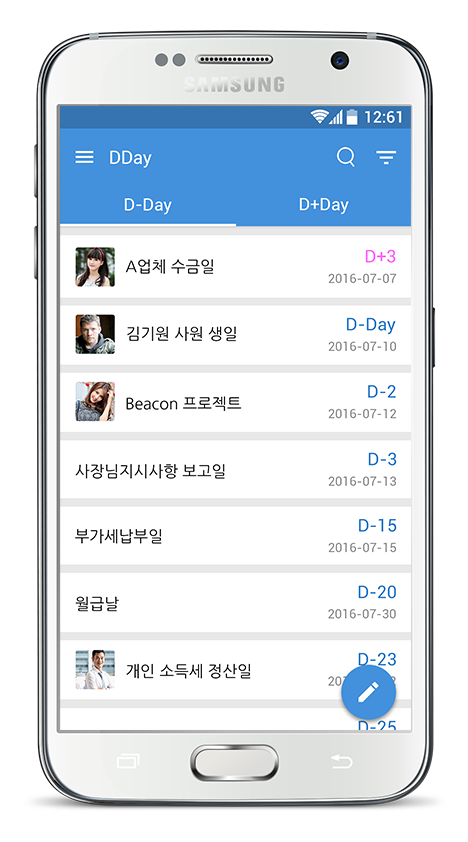 SAMSUNG
12:61
DDay
D-Day D+Day
A업체 수금일
D+3
2016-07-07
김기원 사원 생일
D-Day
2016-07-10
Beacon 프로젝트
D-2
2016-07-12
사장님지시사항 보고일
D-3
2016-07-13
부가세납부일
D-15
2016-07-15
월급날
D-20
2016-07-30
개인 소득세 정산일
D-23
D-25